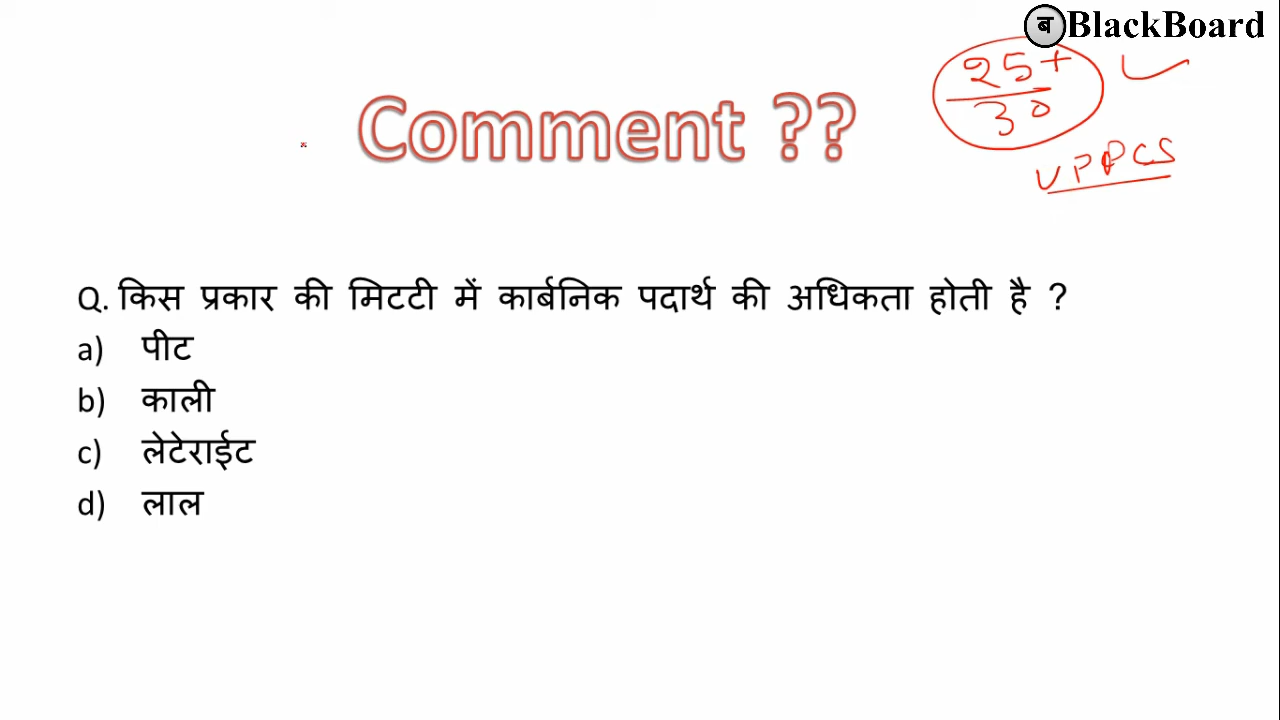 ब BlackBoard
25+
30
Comment ??
UPPCS
Q. किस प्रकार की मिटटी में कार्बनिक पदार्थ की अधिकता होती है ?
a) पीट
b) काली
c) लेटेराईट
d) लाल